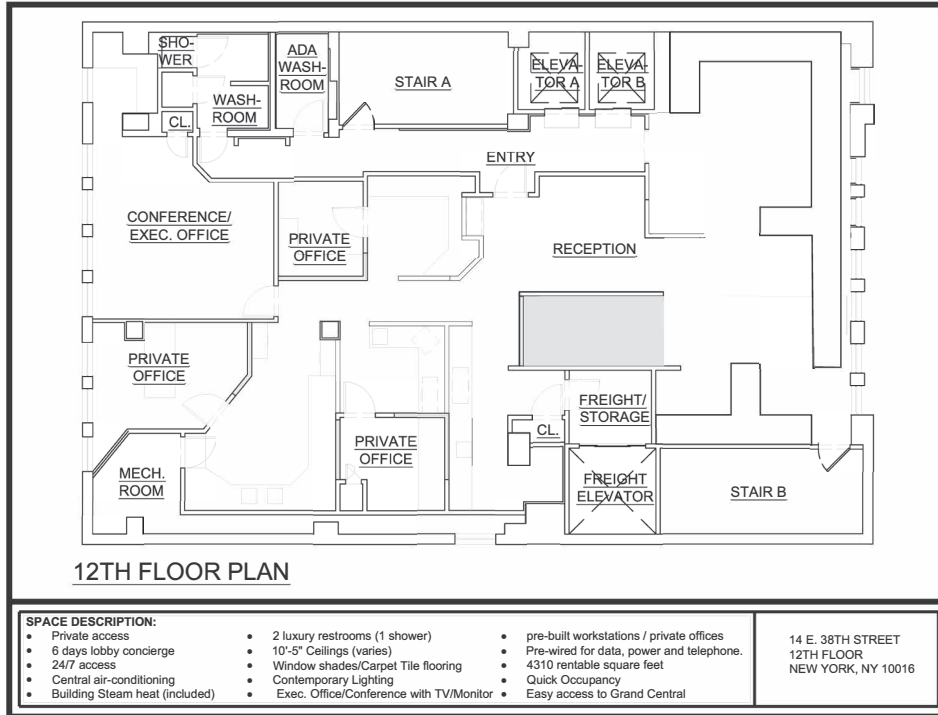 SHO-
WER
ADA
WASH-
ROOM
STAIR A
ELEVA-
TOR A
ELEVA-
TOR B
WASH-
ROOM
CL.
ENTRY
CONFERENCE/
EXEC. OFFICE
PRIVATE
OFFICE
RECEPTION
PRIVATE
OFFICE
FREIGHT/
STORAGE
CL.
PRIVATE
OFFICE
MECH.
ROOM
FREIGHT
ELEVATOR
STAIR B
12TH FLOOR PLAN
SPACE DESCRIPTION:
• Private access
• 6 days lobby concierge
• 24/7 access
• Central air-conditioning
• Building Steam heat (included)
• 2 luxury restrooms (1 shower)
• 10'-5" Ceilings (varies)
• Window shades/Carpet Tile flooring
• Contemporary Lighting
• Exec. Office/Conference with TV/Monitor
• pre-built workstations / private offices
• Pre-wired for data, power and telephone.
• 4310 rentable square feet
• Quick Occupancy
• Easy access to Grand Central
14 E. 38TH STREET
12TH FLOOR
NEW YORK, NY 10016